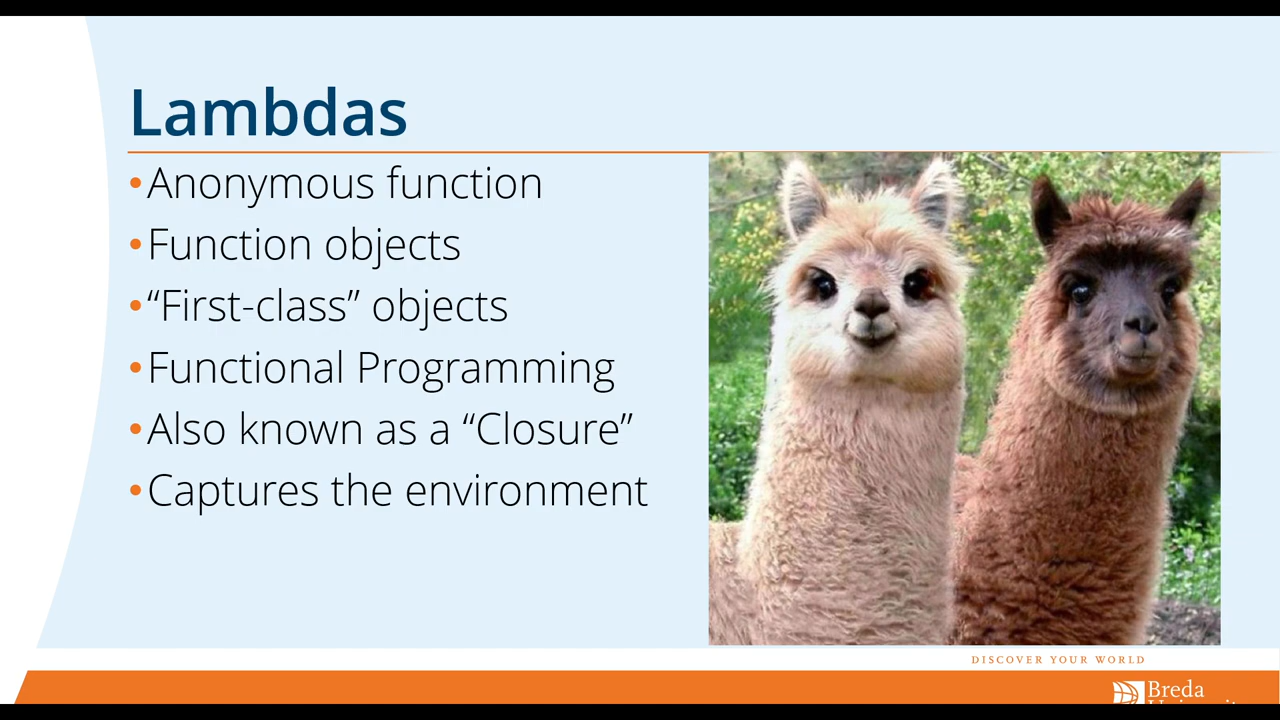 Lambdas
•Anonymous function
•Function objects
•“First-class” objects
•Functional Programming
•Also known as a “Closure”
•Captures the environment
DISCOVER YOUR WORLD
Breda